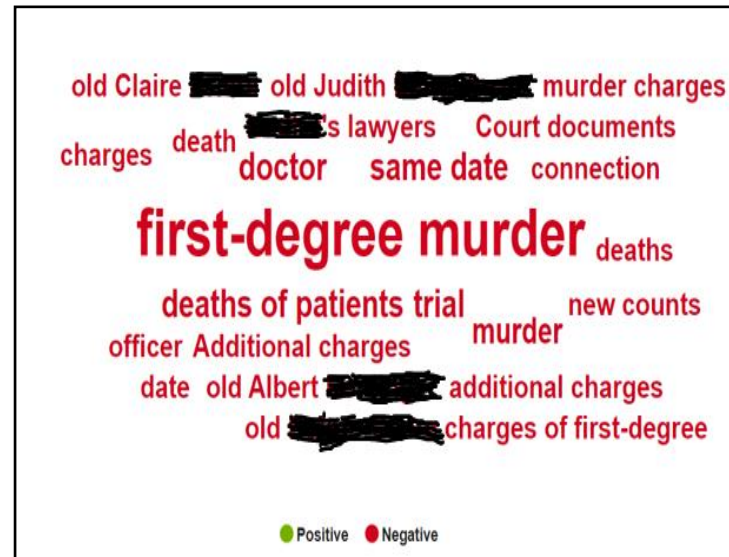 old Claire old Judith murder charges
death 's lawyers Court documents
charges doctor same date connection
first-degree murder deaths
deaths of patients trial new counts
murder
officer Additional charges
date old Albert additional charges
old charges of first-degree
Positive Negative